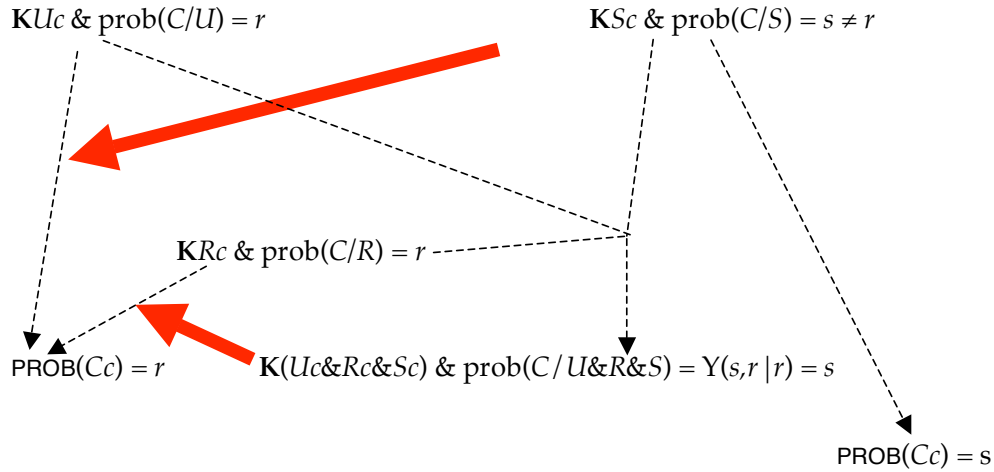 KUc & prob(C/U) = r
KSc & prob(C/S) = s ≠ r
KRc & prob(C/R) = r
PROB(Cc) = r
K(Uc&Rc&Sc) & prob(C/U&R&S) = Y(s,r|r) = s
PROB(Cc) = s